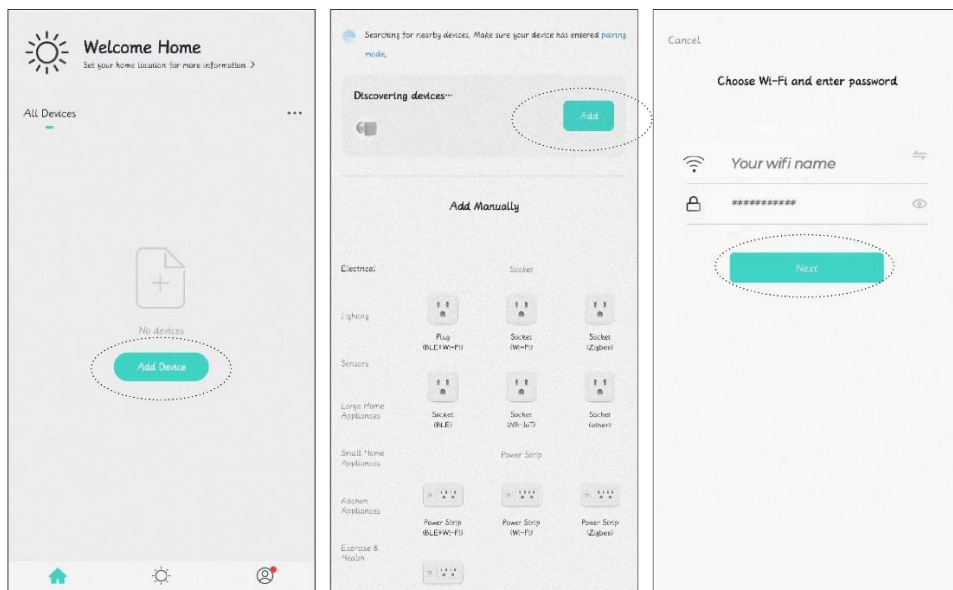 Welcome Home
Set your home location for more information >
All Devices
...
No devices
Add Device
Searching for nearby devices. Make sure your device has entered pairing
mode.
Discovering devices...
Add
Add Manually
Electrical
Socket
Lighting
Plug
(BLE+Wi-Fi)
Socket
(Wi-Fi)
Socket
(Zigbee)
Sensors
Large Home
Appliances
Socket
(BLE)
Socket
(NB-IoT)
Socket
(other)
Small Home
Appliances
Power Strip
Kitchen
Appliances
Power Strip
(BLE+Wi-Fi)
Power Strip
(Wi-Fi)
Power Strip
(Zigbee)
Exercise &
Health
Cancel
Choose Wi-Fi and enter password
Your wifi name
***********
Next